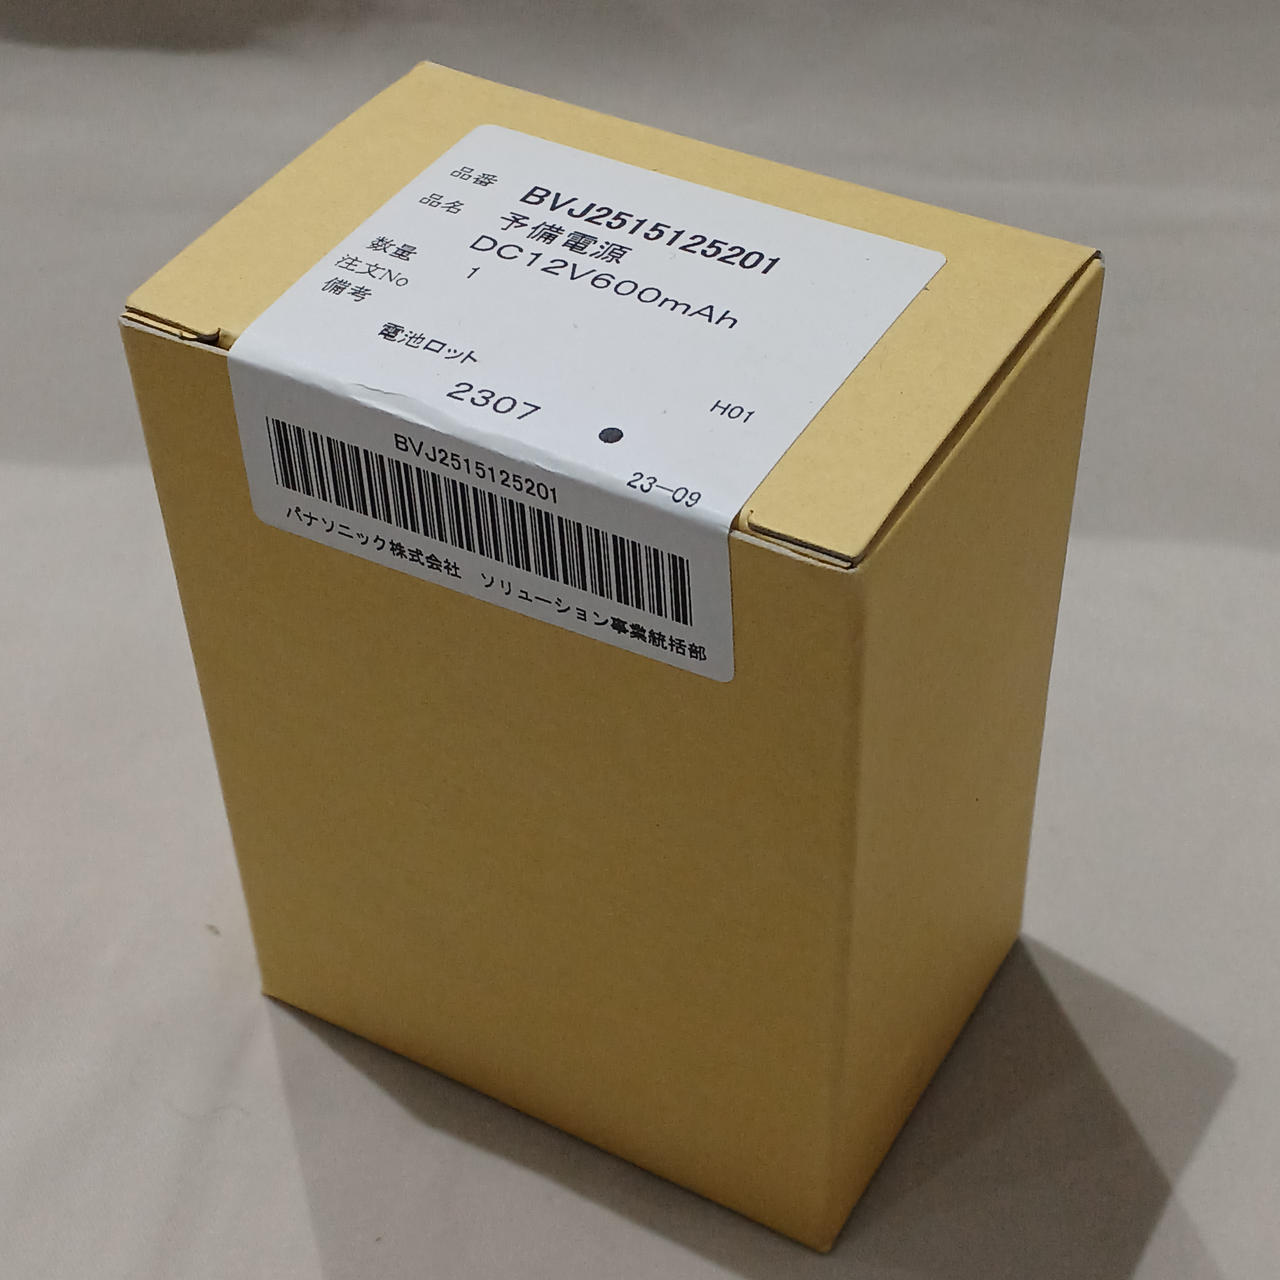 品番 BVJ2515125201
品名 予備電源
DC12V600mAh
数量 1
注文No
備考
電池ロット
2307 ●
H01
23-09
BVJ2515125201
パナソニック株式会社 ソリューション事業統括部